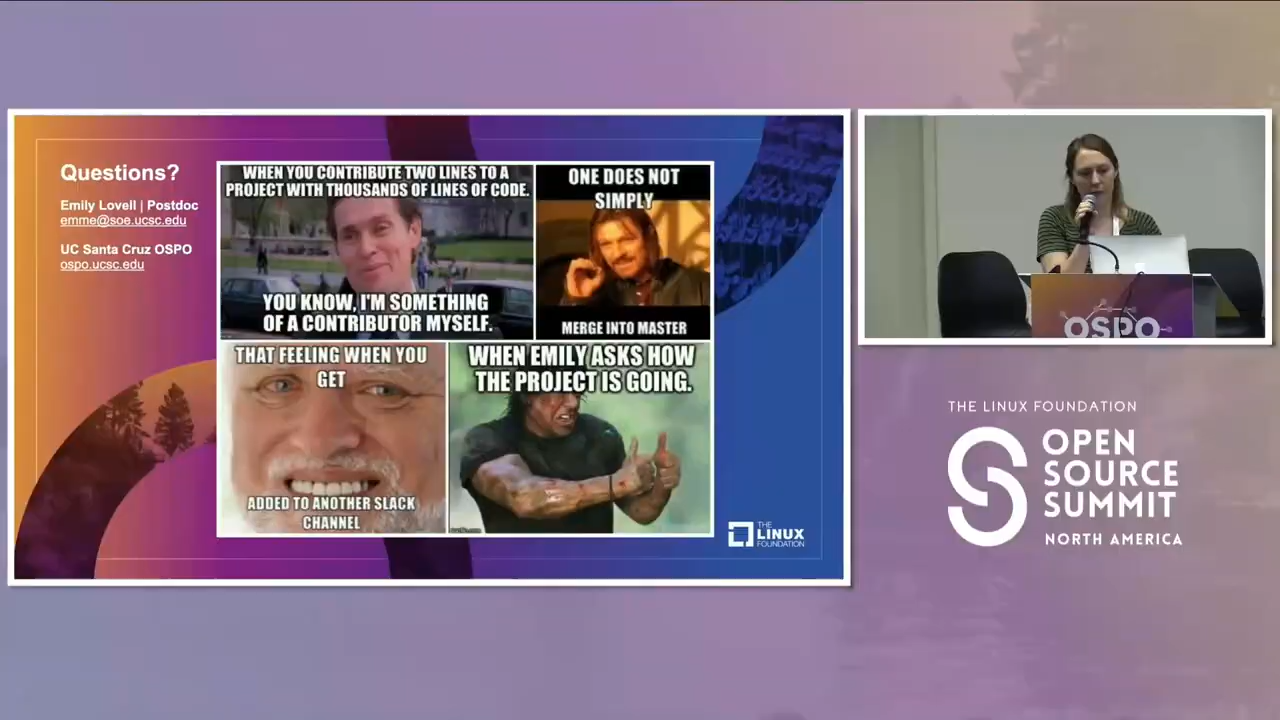 Questions?
Emily Lovell | Postdoc
emme@soe.ucsc.edu
UC Santa Cruz OSPO
ospo.ucsc.edu
WHEN YOU CONTRIBUTE TWO LINES TO A
PROJECT WITH THOUSANDS OF LINES OF CODE.
YOU KNOW, I'M SOMETHING
OF A CONTRIBUTOR MYSELF.
ONE DOES NOT
SIMPLY
MERGE INTO MASTER
THAT FEELING WHEN YOU
GET
ADDED TO ANOTHER SLACK
CHANNEL
WHEN EMILY ASKS HOW
THE PROJECT IS GOING.
THE
LINUX
FOUNDATION
OSPO
THE LINUX FOUNDATION
OPEN
SOURCE
SUMMIT
NORTH AMERICA